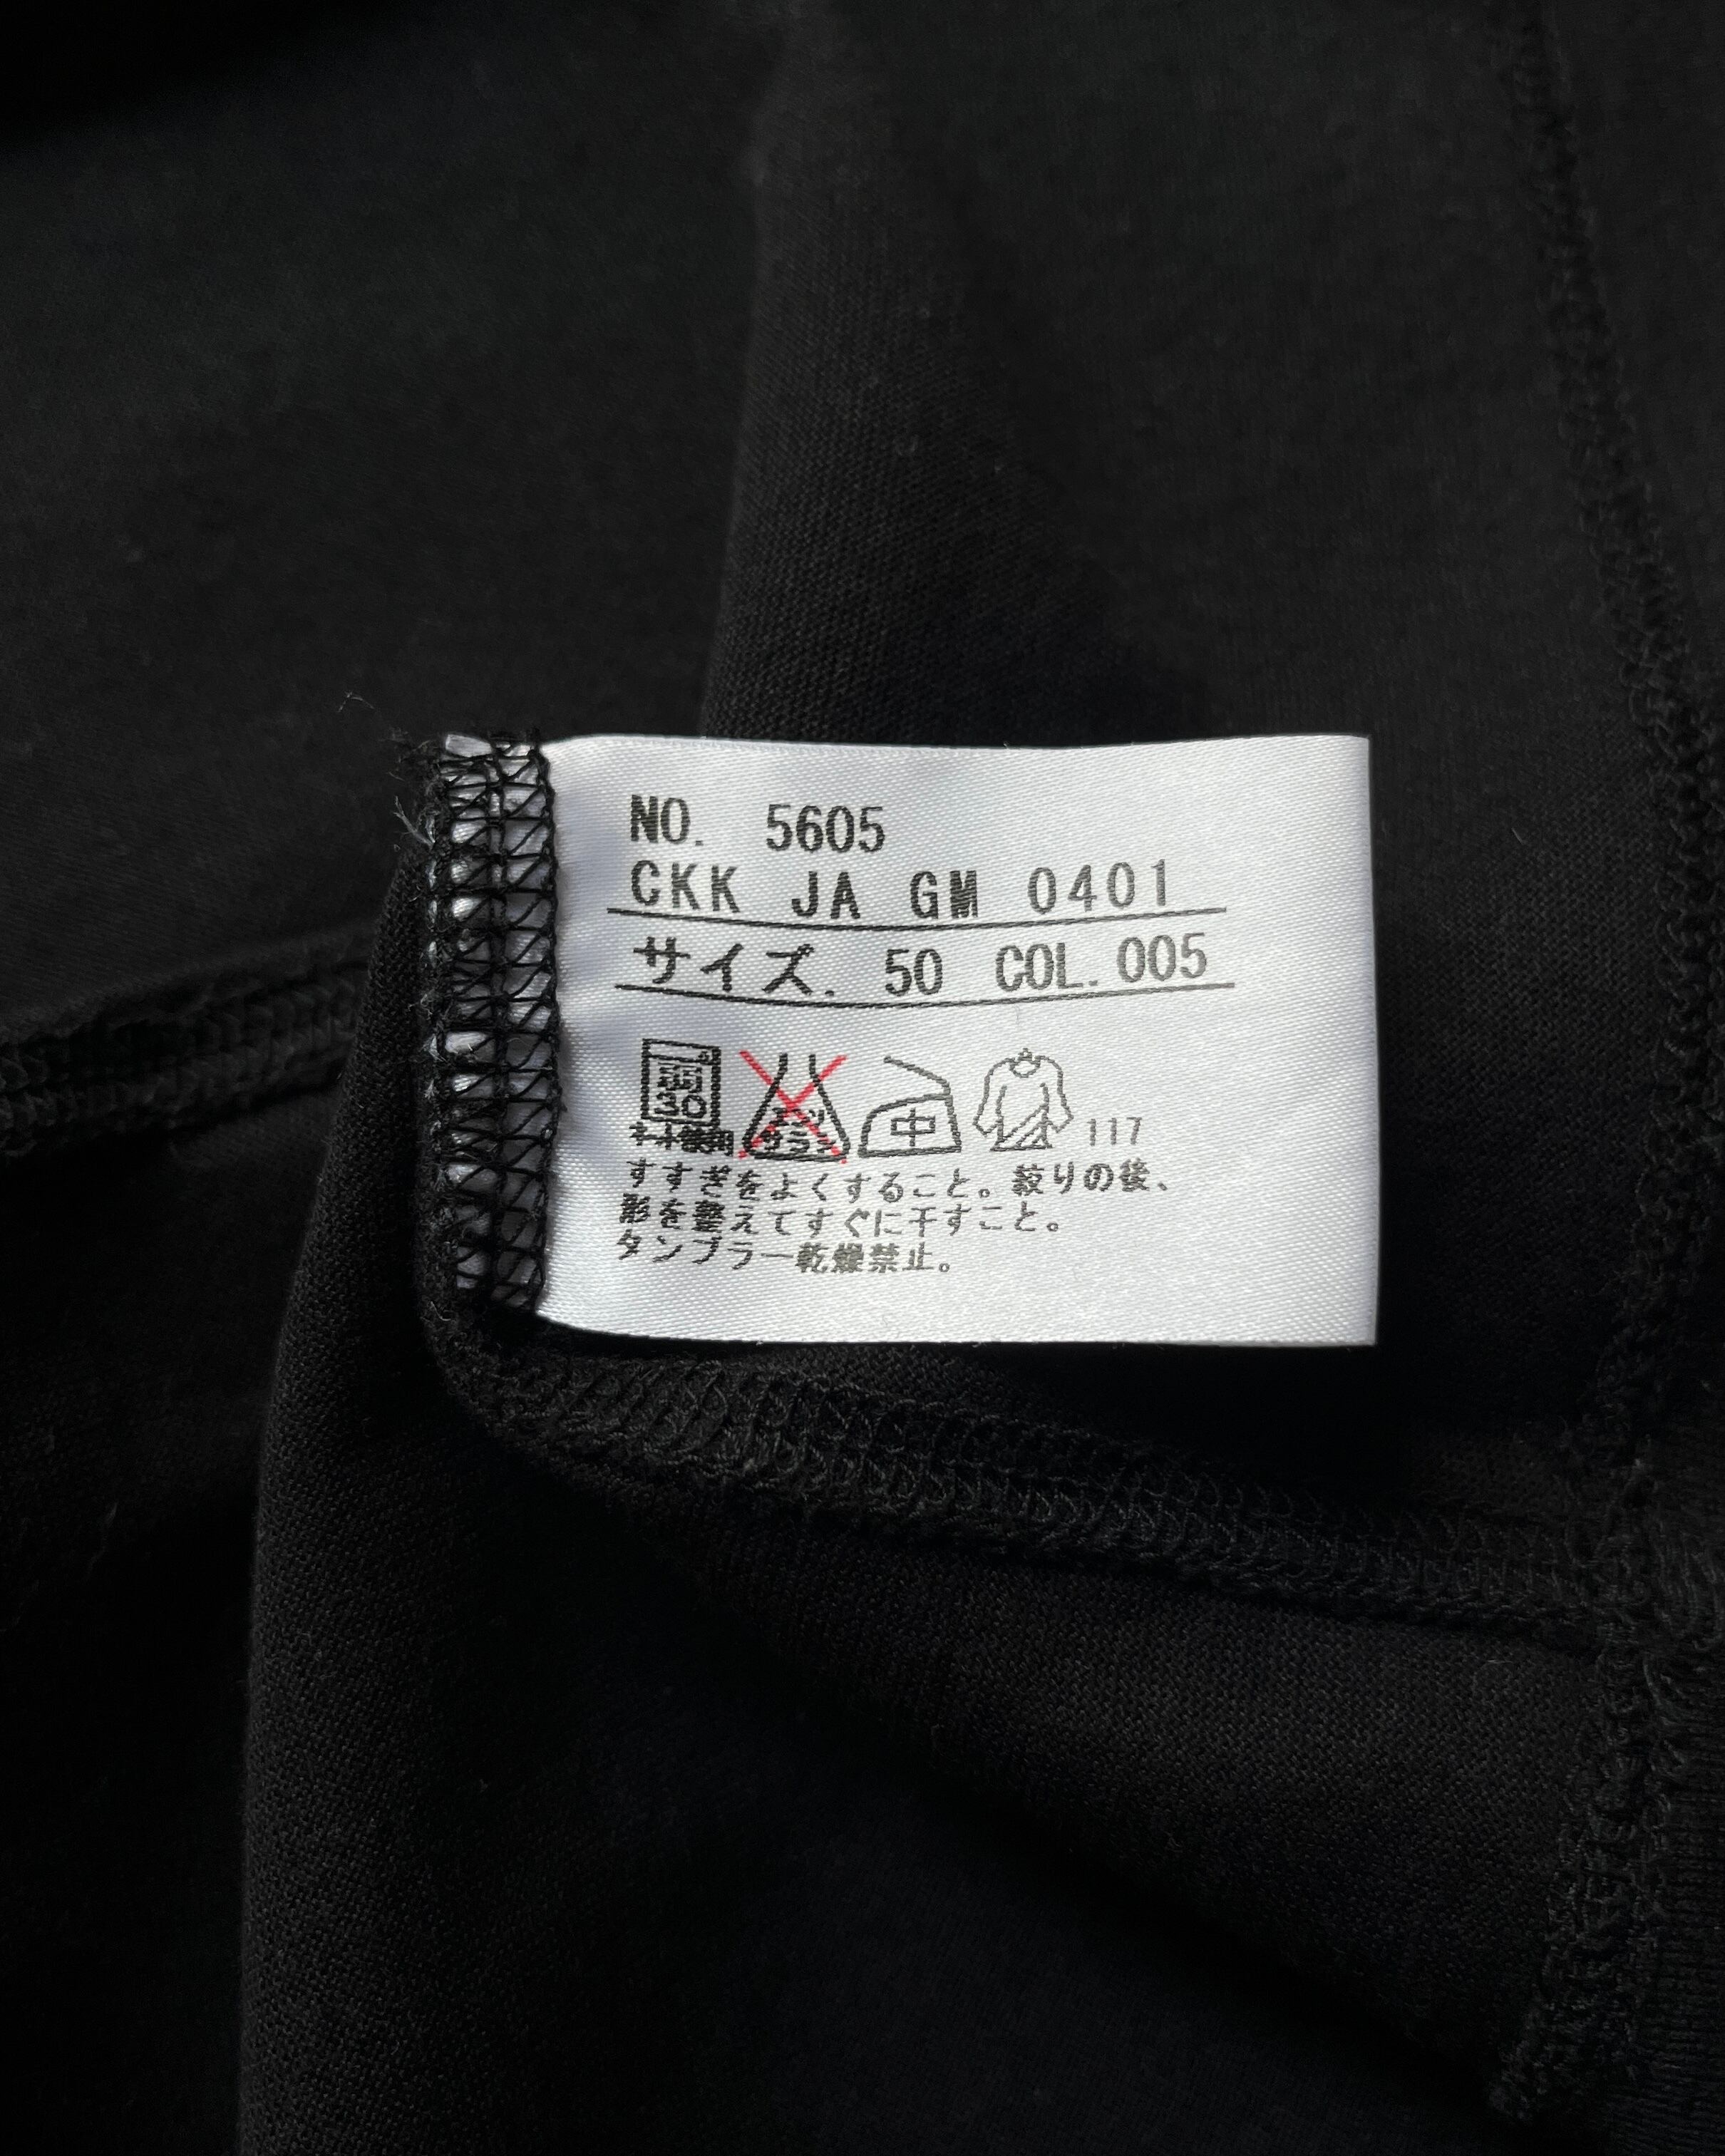 NO. 5605
CKK JA GM 0401
サイズ. 50 COL. 005
中
117
すすぎをよくすること。絞りの後、
形を整えてすぐに干すこと。
タンブラー乾燥禁止。